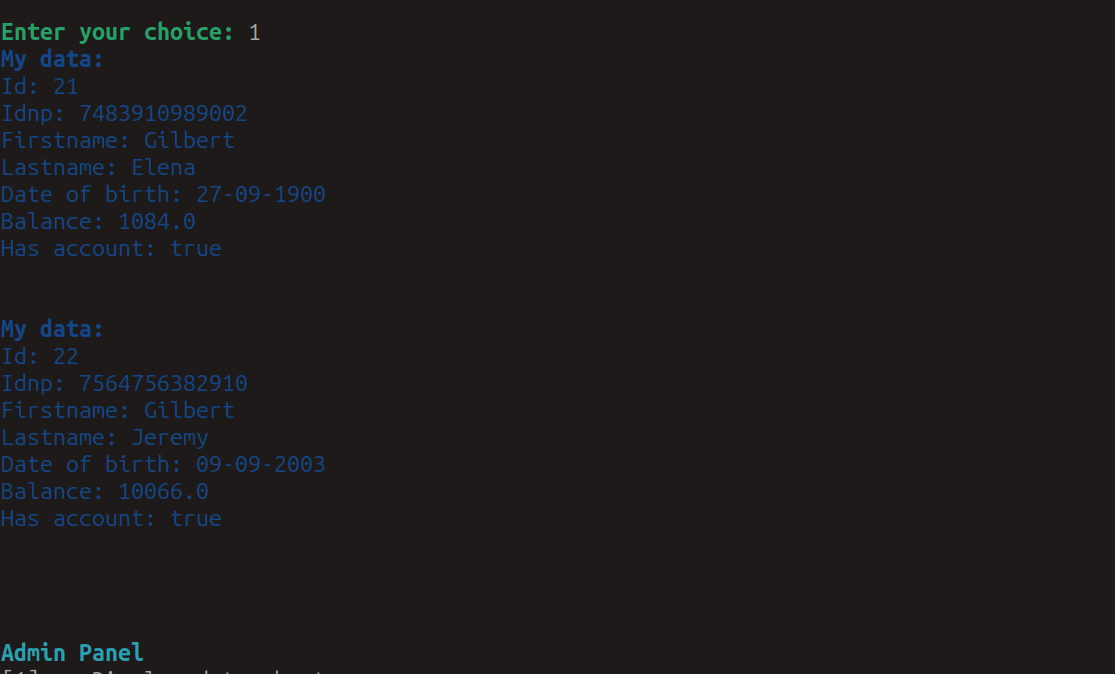 Enter your choice: 1
My data:
Id: 21
Idnp: 7483910989002
Firstname: Gilbert
Lastname: Elena
Date of birth: 27-09-1900
Balance: 1084.0
Has account: true
My data:
Id: 22
Idnp: 7564756382910
Firstname: Gilbert
Lastname: Jeremy
Date of birth: 09-09-2003
Balance: 10066.0
Has account: true
Admin Panel